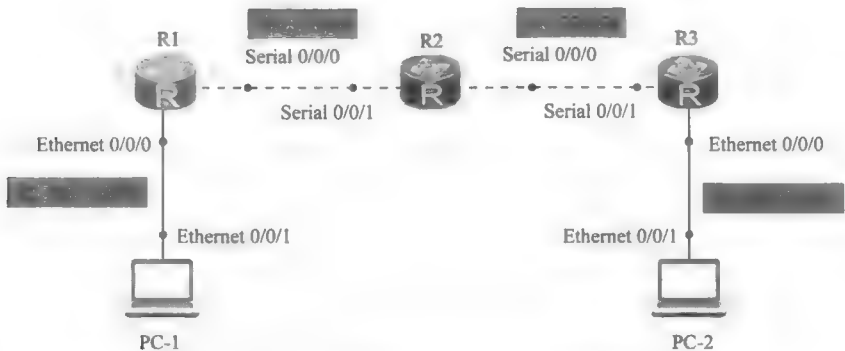 R1
Serial 0/0/0
R2
Serial 0/0/0
R3
R
Serial 0/0/1
R
Serial 0/0/1
R
Ethernet 0/0/0
Ethernet 0/0/0
Ethernet 0/0/1
Ethernet 0/0/1
PC-1
PC-2